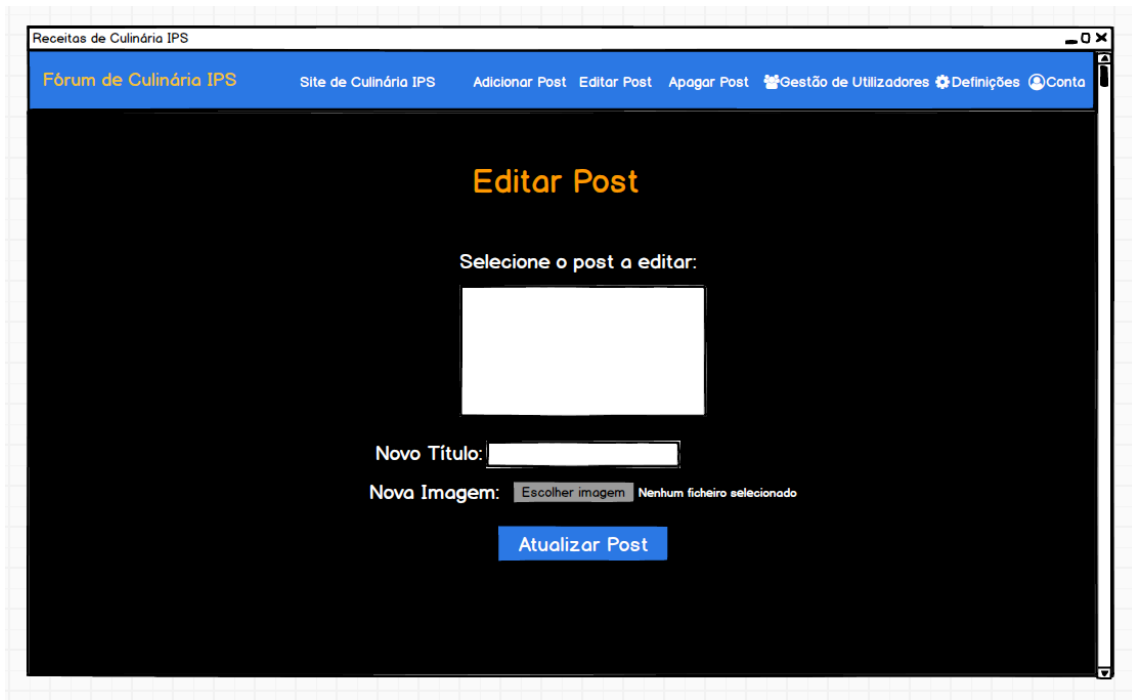 Receitas de Culinária IPS
Fórum de Culinária IPS Site de Culinária IPS Adicionar Post Editar Post Apagar Post Gestão de Utilizadores Definições Conta
Editar Post
Selecione o post a editar:
Novo Título:
Nova Imagem: Escolher imagem Nenhum ficheiro selecionado
Atualizar Post